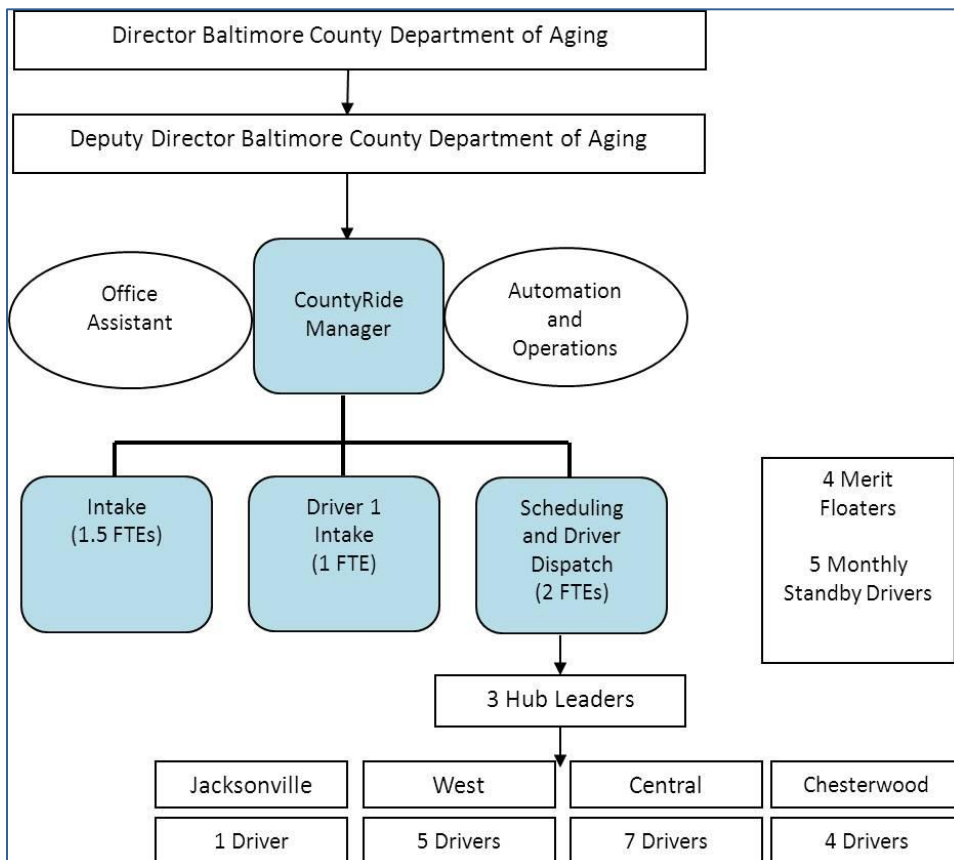 Director Baltimore County Department of Aging
Deputy Director Baltimore County Department of Aging
Office
Assistant
CountyRide
Manager
Automation
and
Operations
Intake
(1.5 FTEs)
Driver 1
Intake
(1 FTE)
Scheduling
and Driver
Dispatch
(2 FTEs)
4 Merit
Floaters
5 Monthly
Standby Drivers
3 Hub Leaders
Jacksonville
West
Central
Chesterwood
1 Driver
5 Drivers
7 Drivers
4 Drivers